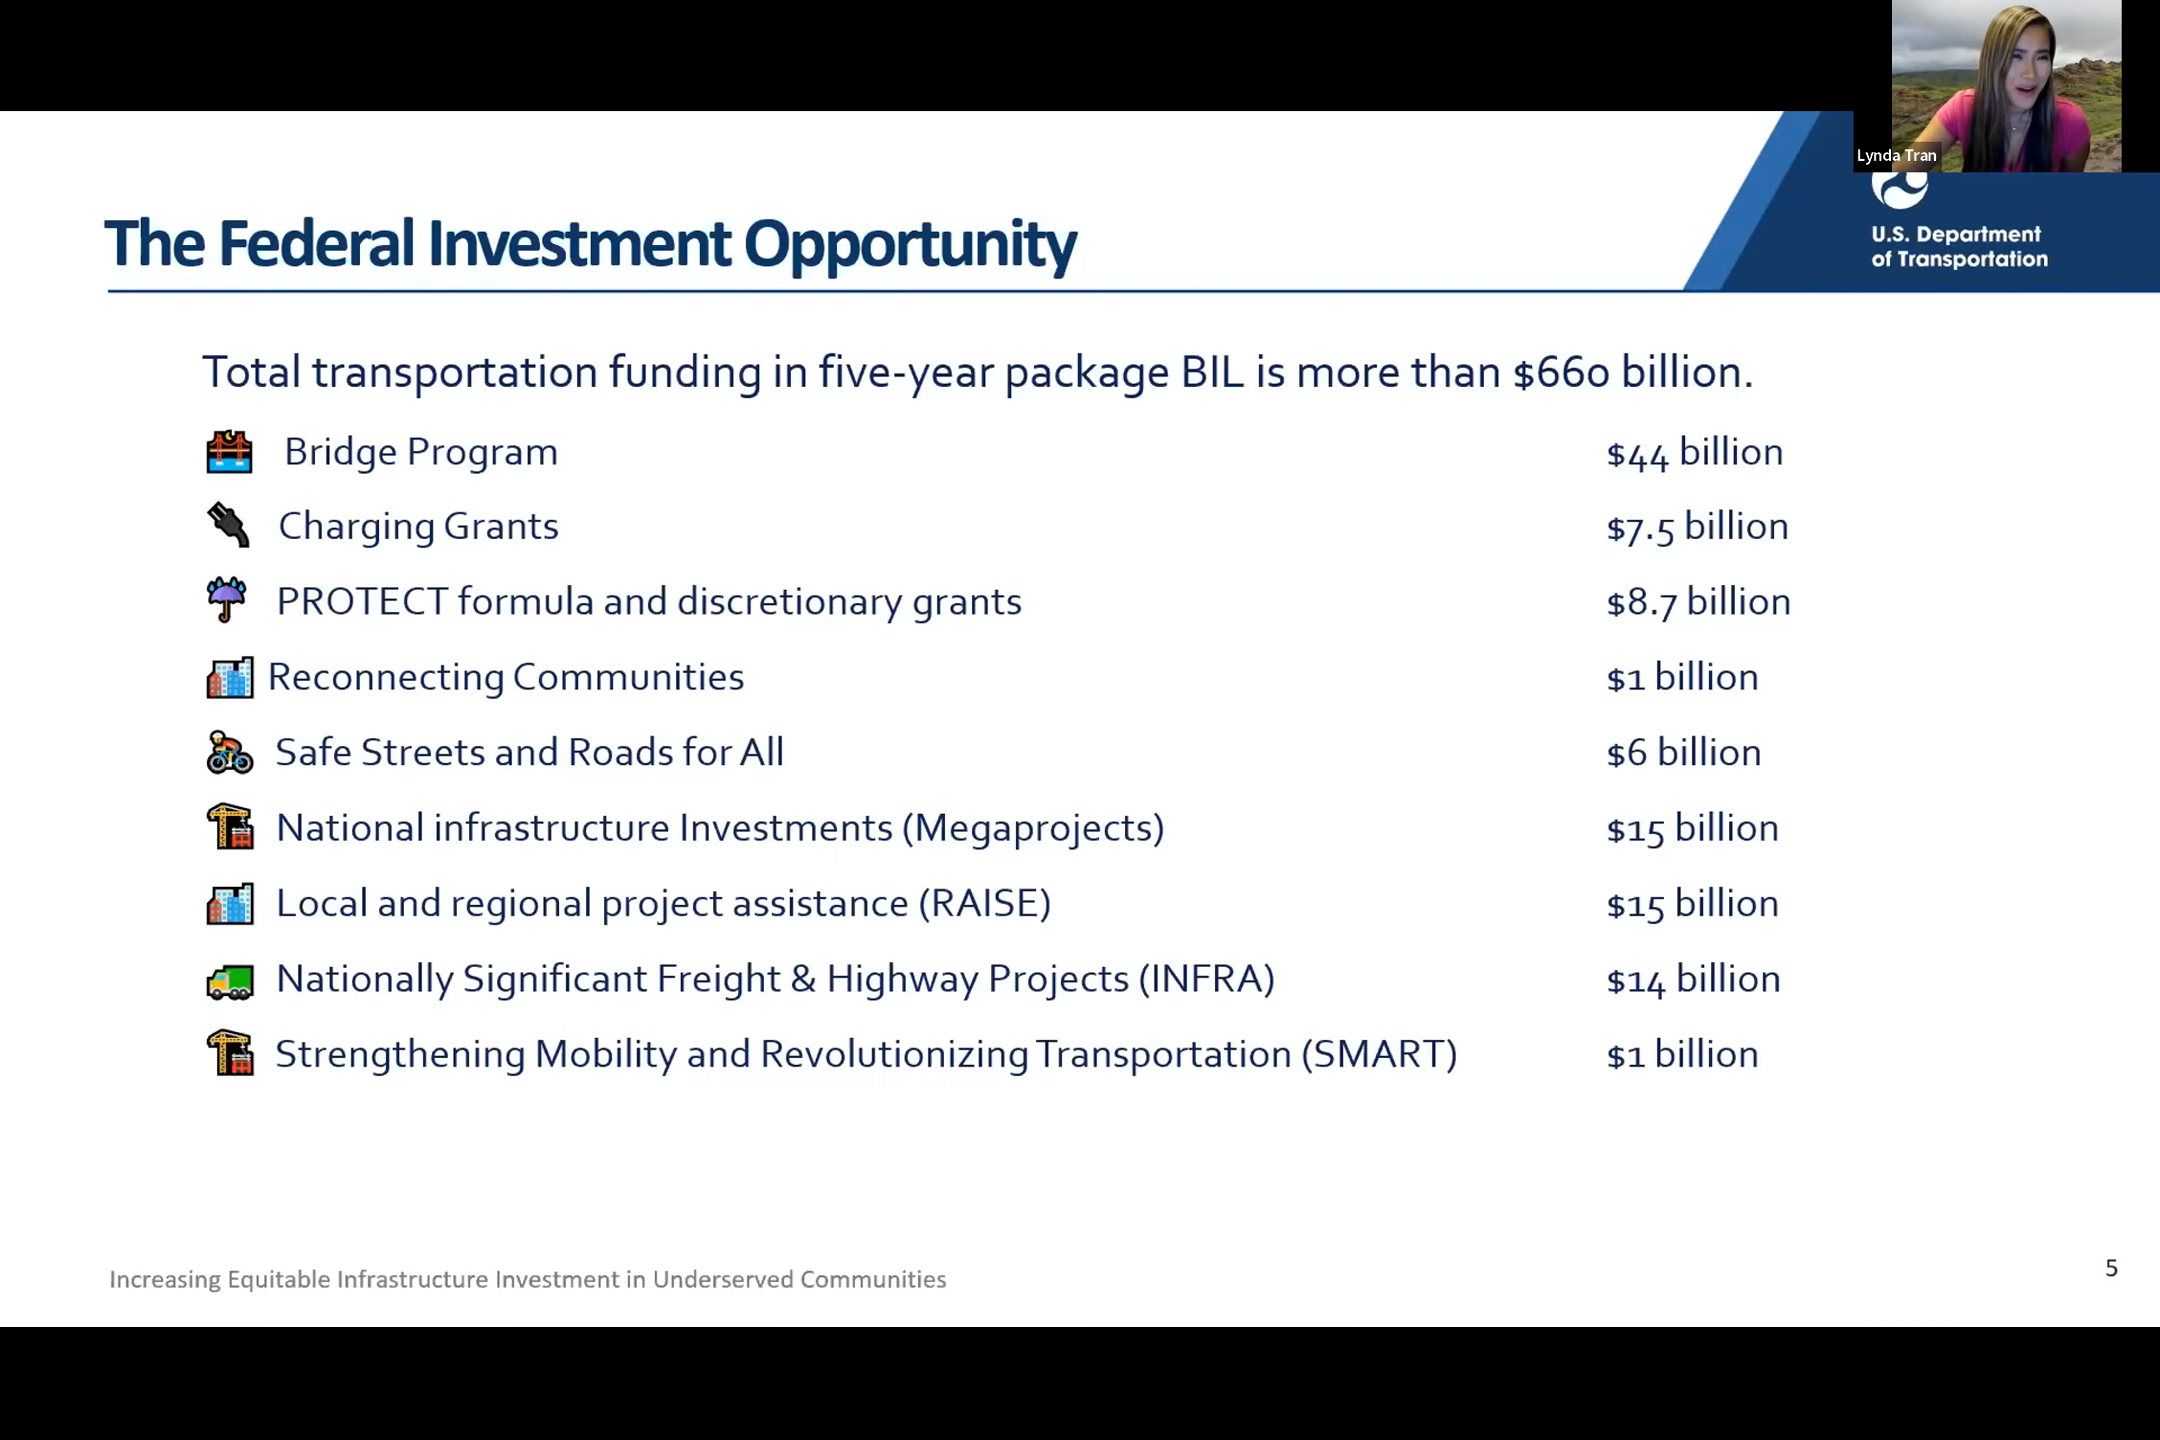 Lynda Tran
The Federal Investment Opportunity
U.S. Department
of Transportation
Total transportation funding in five-year package BIL is more than $660 billion.
Bridge Program $44 billion
Charging Grants $7.5 billion
PROTECT formula and discretionary grants $8.7 billion
Reconnecting Communities $1 billion
Safe Streets and Roads for All $6 billion
National infrastructure Investments (Megaprojects) $15 billion
Local and regional project assistance (RAISE) $15 billion
Nationally Significant Freight & Highway Projects (INFRA) $14 billion
Strengthening Mobility and Revolutionizing Transportation (SMART) $1 billion
Increasing Equitable Infrastructure Investment in Underserved Communities
5